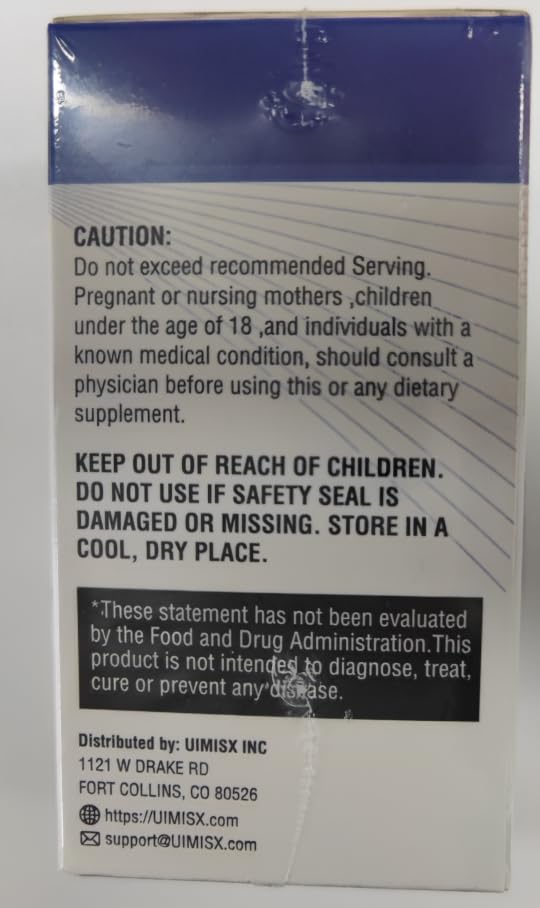 CAUTION:
Do not exceed recommended Serving.
Pregnant or nursing mothers ,children
under the age of 18 ,and individuals with a
known medical condition, should consult a
physician before using this or any dietary
supplement.
KEEP OUT OF REACH OF CHILDREN.
DO NOT USE IF SAFETY SEAL IS
DAMAGED OR MISSING. STORE IN A
COOL, DRY PLACE.
*These statement has not been evaluated
by the Food and Drug Administration.This
product is not intended to diagnose, treat,
cure or prevent any disease.
Distributed by: UIMISX INC
1121 W DRAKE RD
FORT COLLINS, CO 80526
https://UIMISX.com
support@UIMISX.com